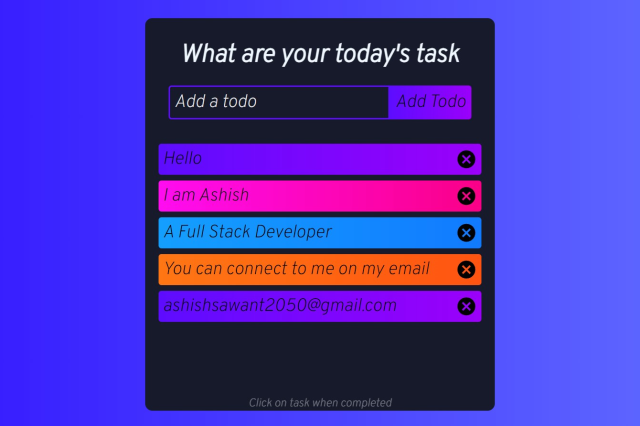 What are your today's task
Add a todo
Add Todo
Hello
I am Ashish
A Full Stack Developer
You can connect to me on my email
ashishsawant2050@gmail.com
Click on task when completed